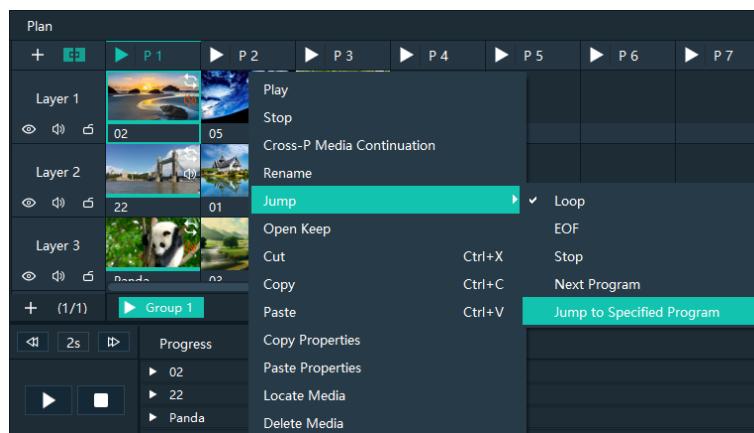 Plan
P 1 P 2 P 3 P 4 P 5 P 6 P 7
Layer 1
02 05
Layer 2
22 01
Layer 3
Panda 03
(1/1) Group 1
2s Progress
02
22
Panda
Play
Stop
Cross-P Media Continuation
Rename
Jump
Open Keep
Cut Ctrl+X
Copy Ctrl+C
Paste Ctrl+V
Copy Properties
Paste Properties
Locate Media
Delete Media
Loop
EOF
Stop
Next Program
Jump to Specified Program